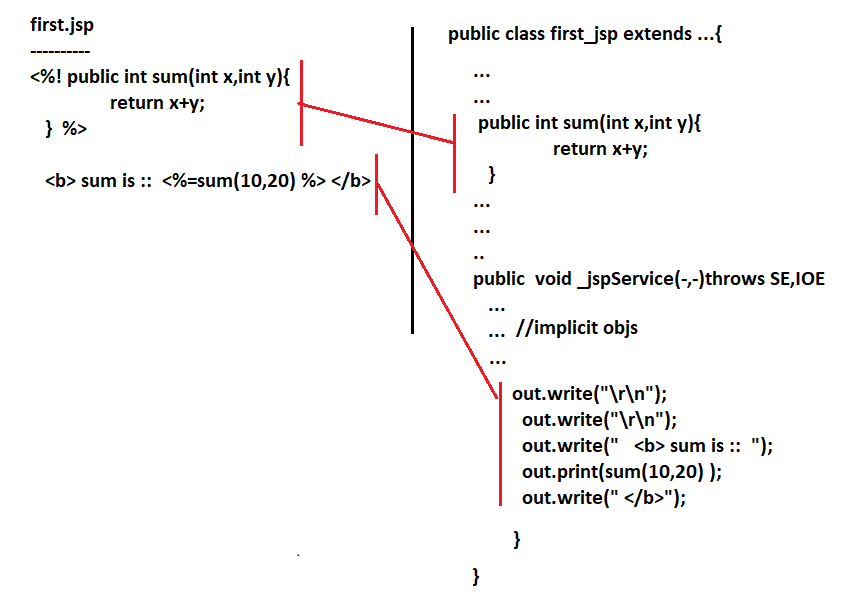 first.jsp
----------
<%! public int sum(int x,int y){
return x+y;
} %>
<b> sum is :: <%=sum(10,20) %> </b>
public class first_jsp extends ...{
...
...
public int sum(int x,int y){
return x+y;
}
...
...
..
public void _jspService(-,-)throws SE,IOE
...
... //implicit objs
...
out.write("\r\n");
out.write("\r\n");
out.write("   <b> sum is ::  ");
out.print(sum(10,20) );
out.write(" </b>");
}
}